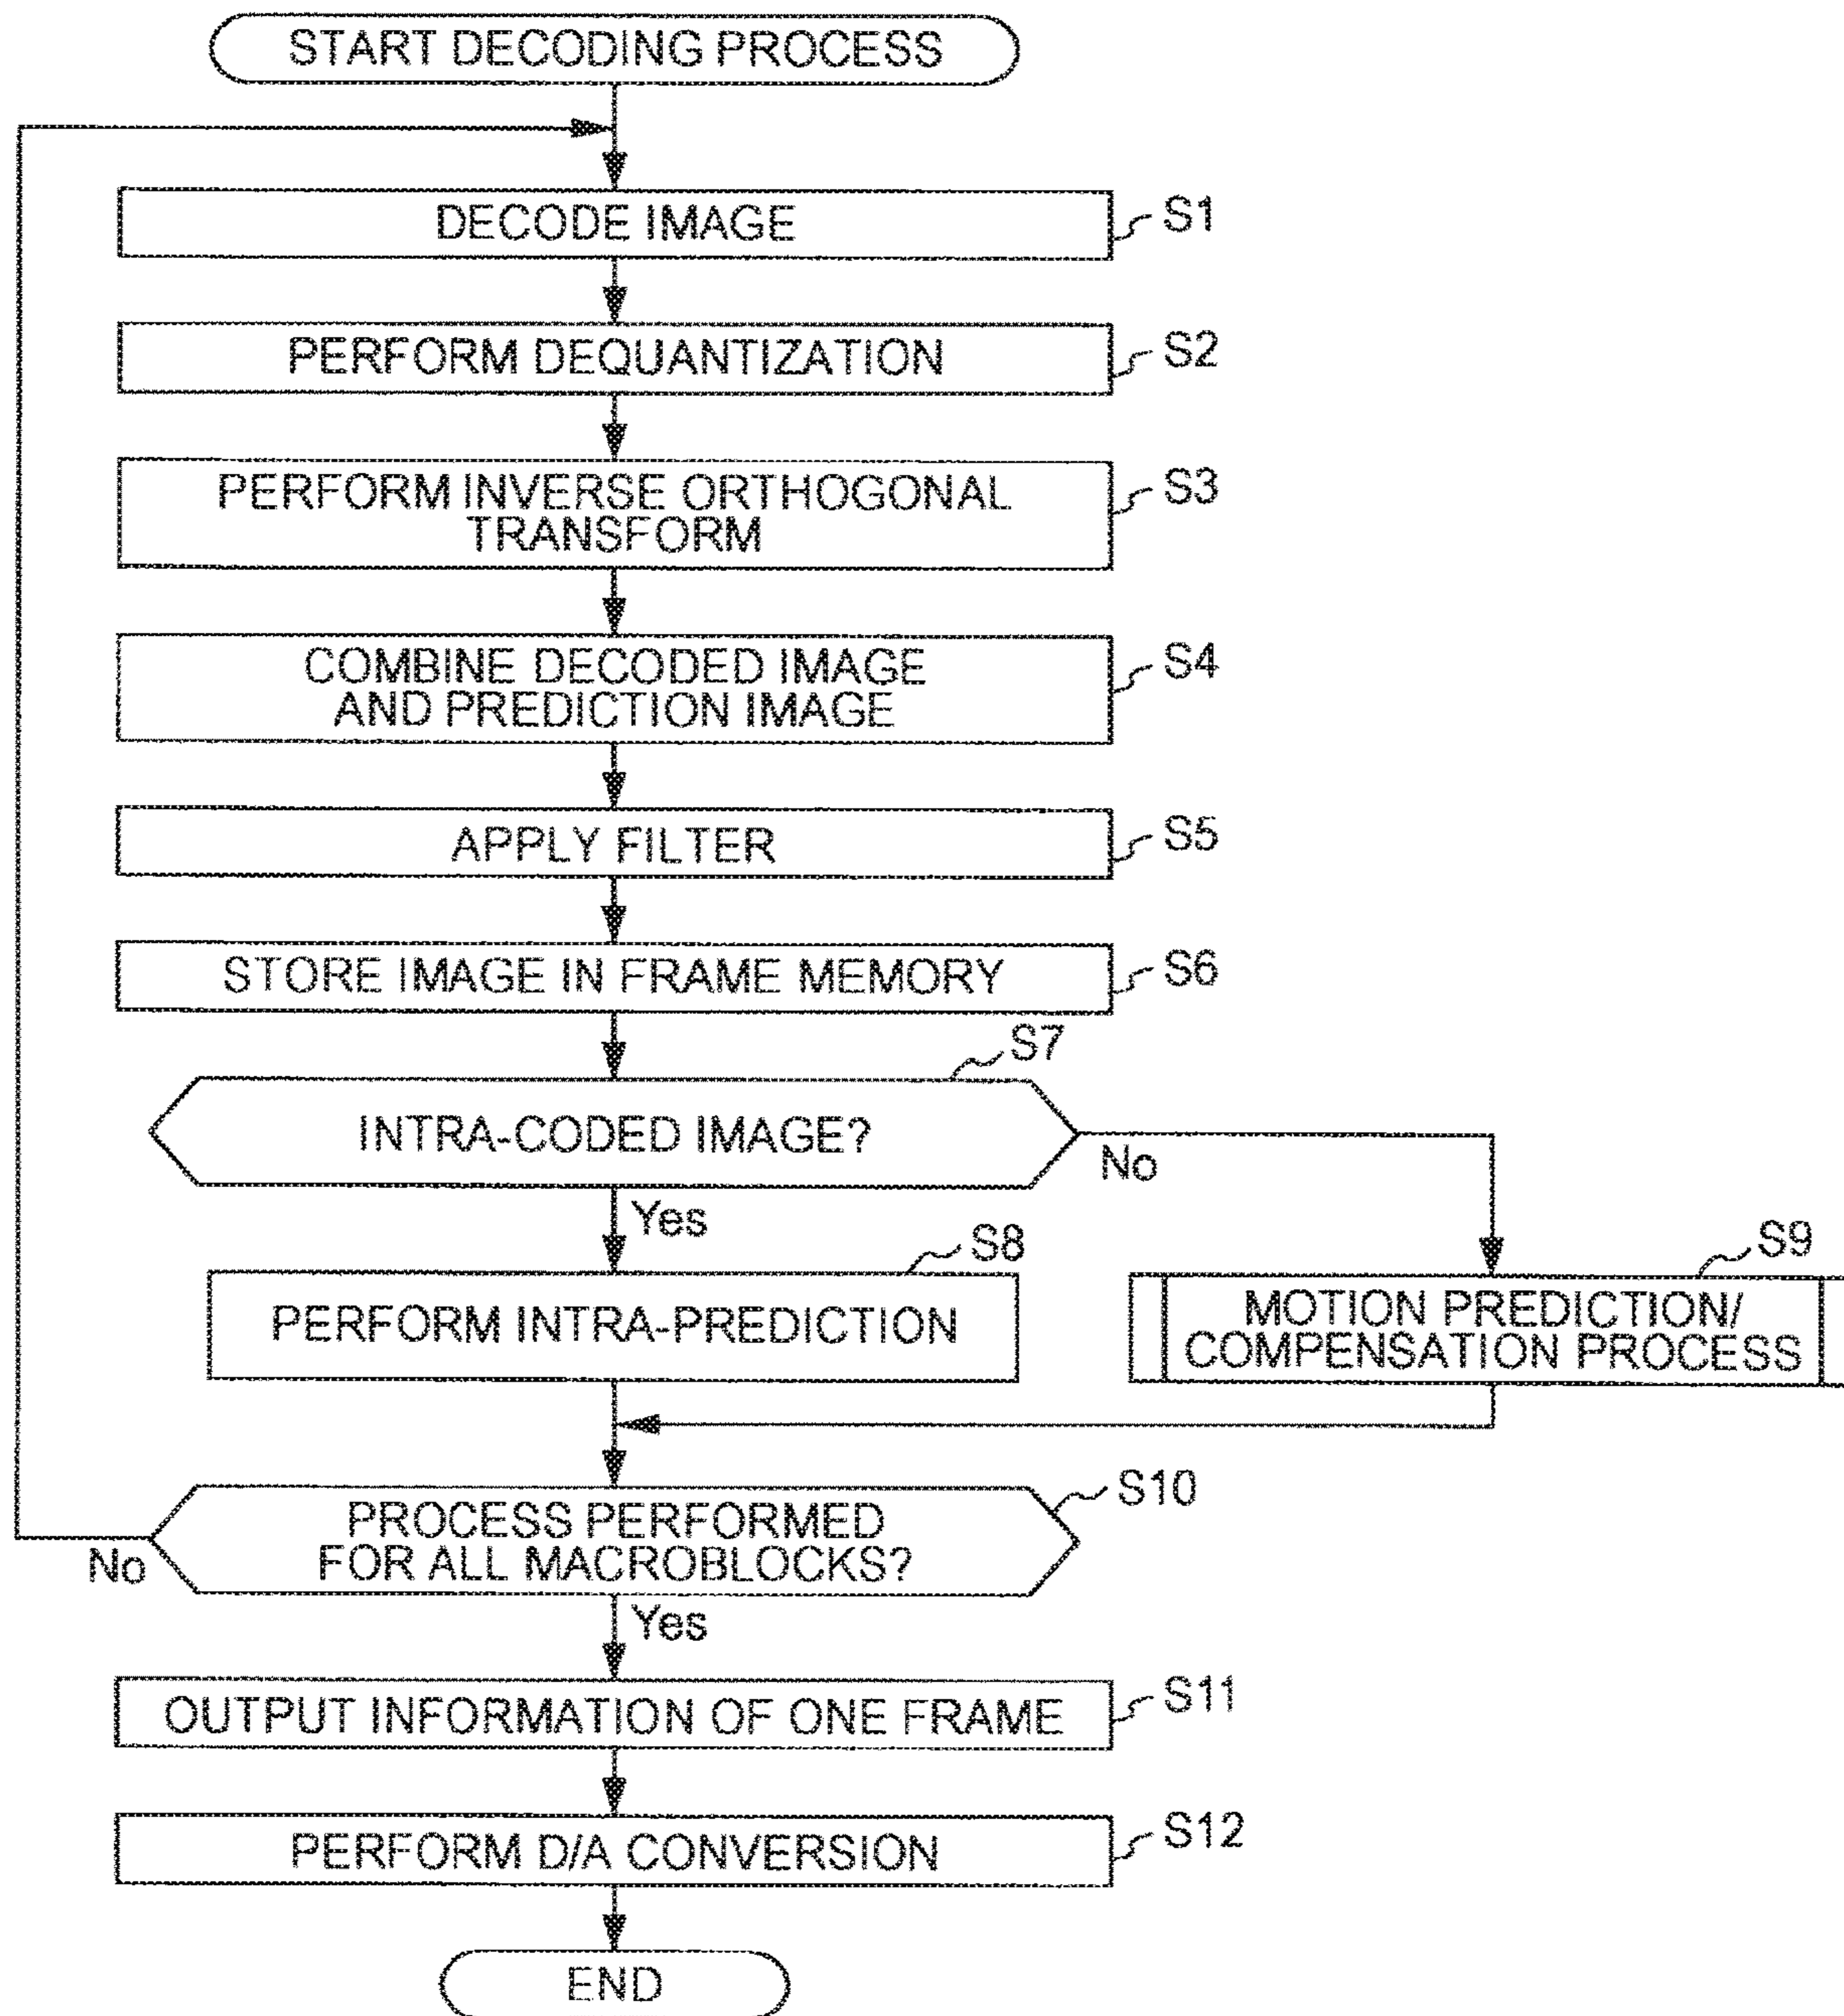 START DECODING PROCESS
DECODE IMAGE
S1
PERFORM DEQUANTIZATION
S2
PERFORM INVERSE ORTHOGONAL
TRANSFORM
S3
COMBINE DECODED IMAGE
AND PREDICTION IMAGE
S4
APPLY FILTER
S5
STORE IMAGE IN FRAME MEMORY
S6
S7
INTRA-CODED IMAGE?
No
Yes
S8
PERFORM INTRA-PREDICTION
S9
MOTION PREDICTION/
COMPENSATION PROCESS
S10
PROCESS PERFORMED
FOR ALL MACROBLOCKS?
No
Yes
OUTPUT INFORMATION OF ONE FRAME
S11
PERFORM D/A CONVERSION
S12
END